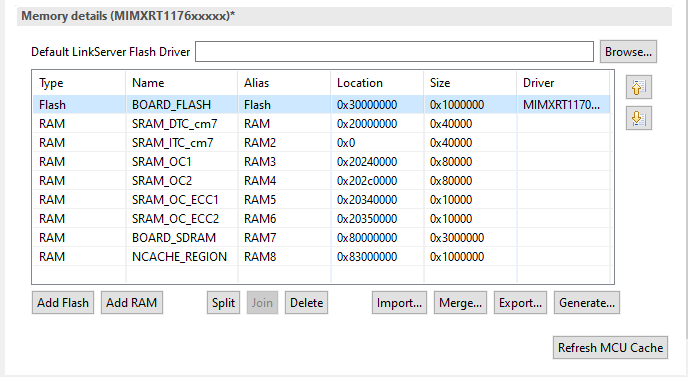 Memory details (MIMXRT1176xxxxx)*
Default LinkServer Flash Driver Browse...
Type Name Alias Location Size Driver
Flash BOARD_FLASH Flash 0x30000000 0x1000000 MIMXRT1170...
RAM SRAM_DTC_cm7 RAM 0x20000000 0x40000
RAM SRAM_ITC_cm7 RAM2 0x0 0x40000
RAM SRAM_OC1 RAM3 0x20240000 0x80000
RAM SRAM_OC2 RAM4 0x202c0000 0x80000
RAM SRAM_OC_ECC1 RAM5 0x20340000 0x10000
RAM SRAM_OC_ECC2 RAM6 0x20350000 0x10000
RAM BOARD_SDRAM RAM7 0x80000000 0x3000000
RAM NCACHE_REGION RAM8 0x83000000 0x1000000
Add Flash Add RAM Split Join Delete Import... Merge... Export... Generate...
Refresh MCU Cache